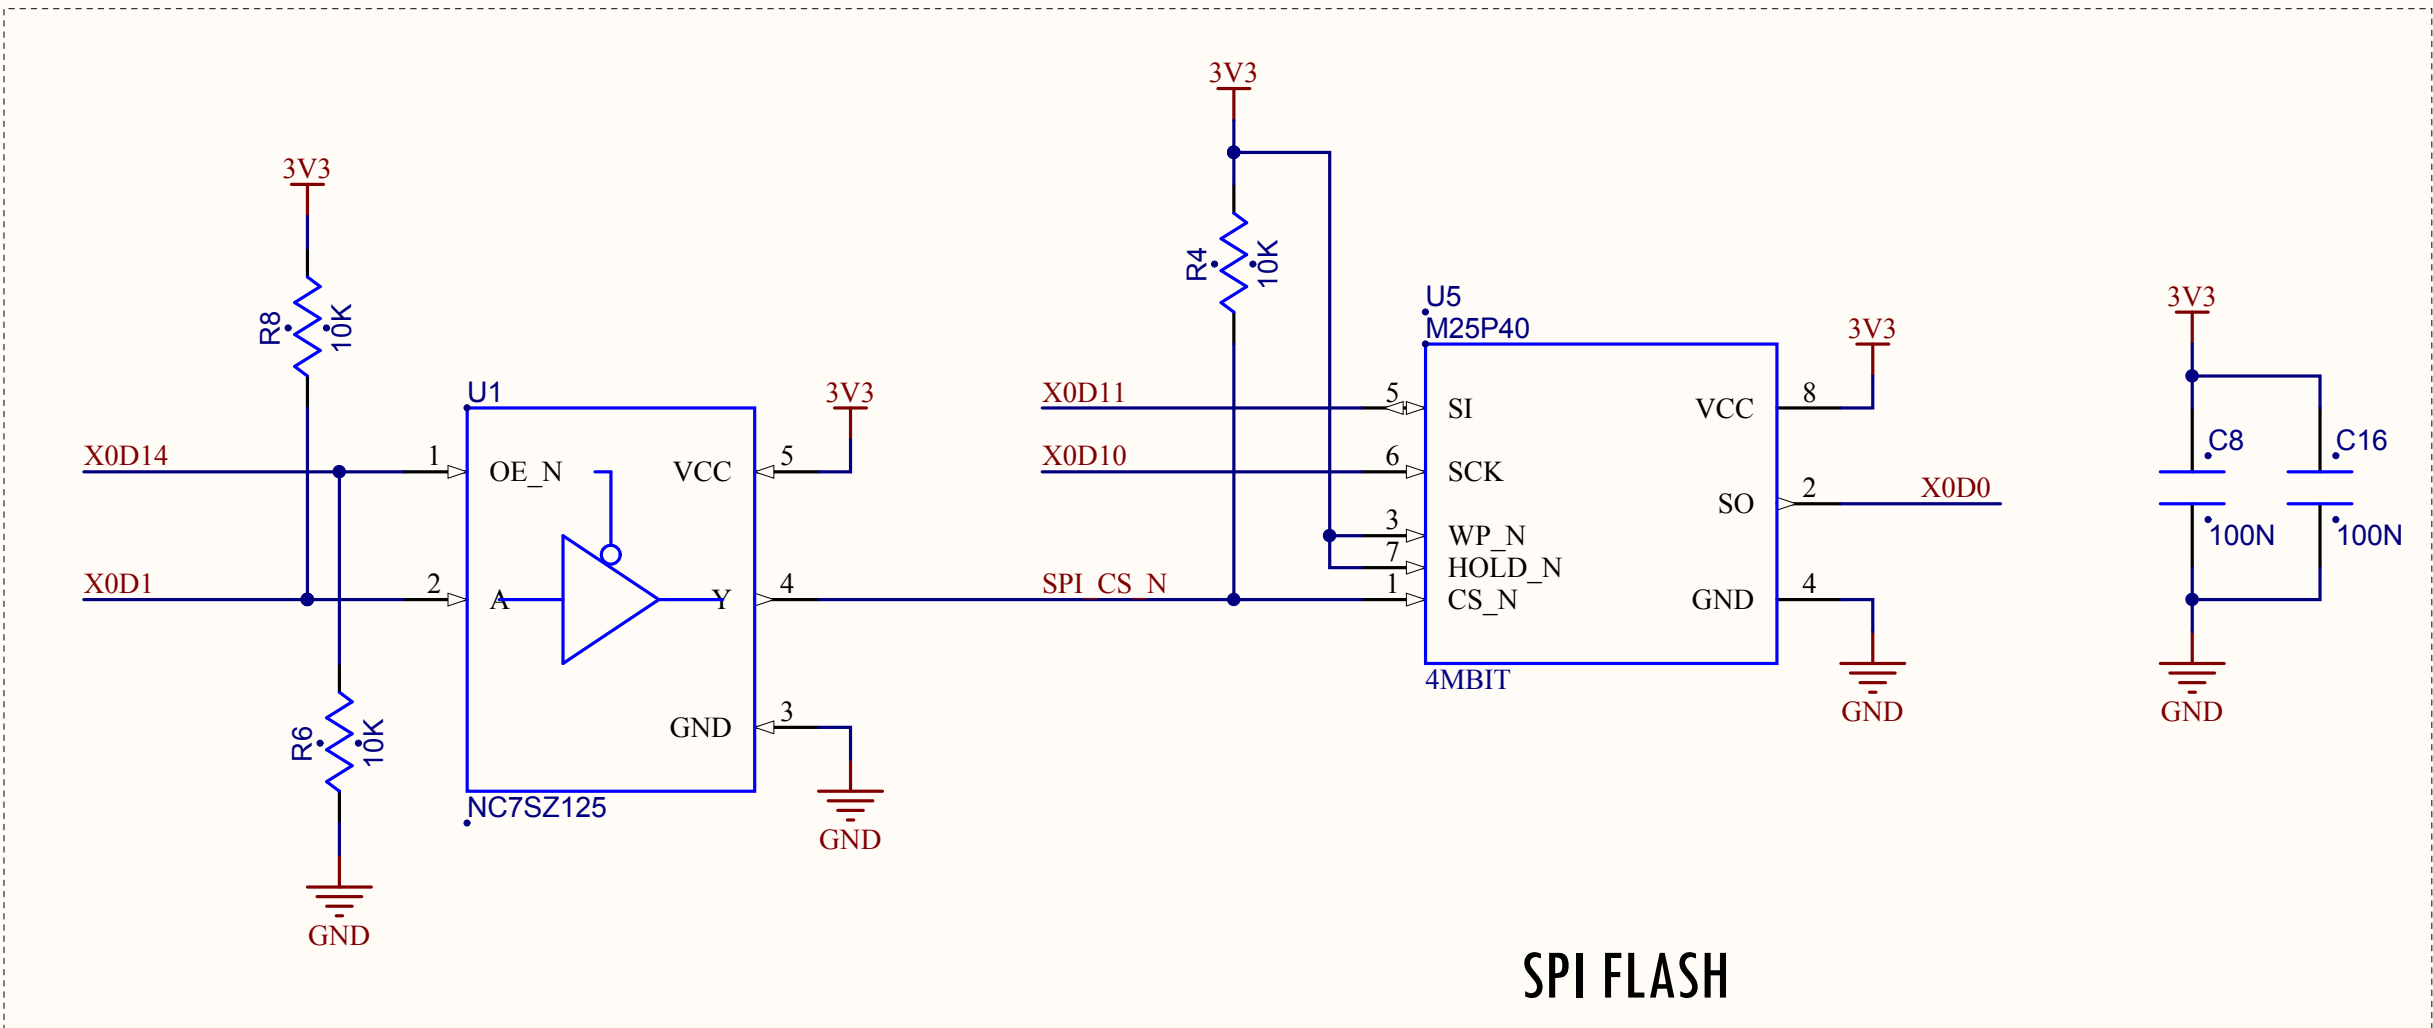 3V3
R8
10K
X0D14
X0D1
R6
10K
GND
U1
1
OE_N
2
A
VCC
5
3V3
Y
4
GND
3
GND
NC7SZ125
3V3
R4
10K
X0D11
X0D10
SPI_CS_N
U5
M25P40
5
SI
6
SCK
3
WP_N
7
HOLD_N
1
CS_N
VCC
8
3V3
SO
2
X0D0
GND
4
GND
4MBIT
3V3
C8
100N
C16
100N
GND
SPI FLASH